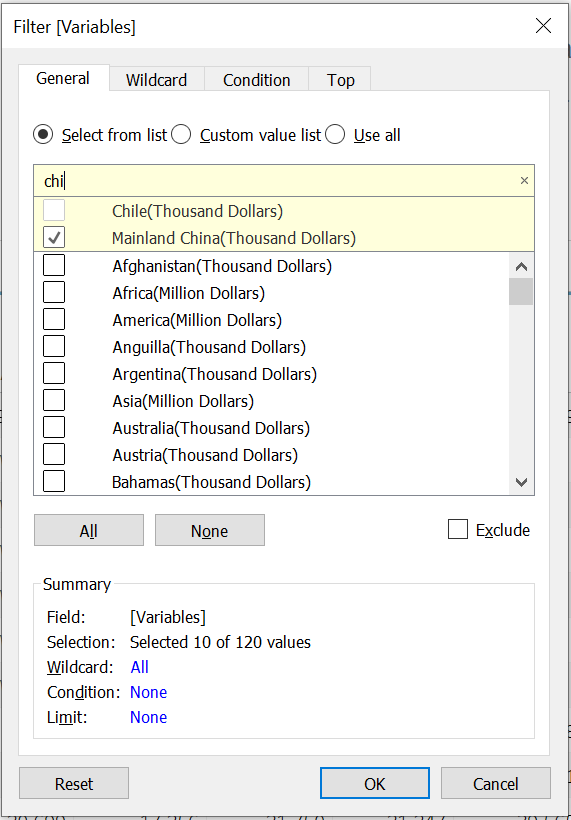 Filter [Variables]
General Wildcard Condition Top
Select from list Custom value list Use all
chi
Chile(Thousand Dollars)
Mainland China(Thousand Dollars)
Afghanistan(Thousand Dollars)
Africa(Million Dollars)
America(Million Dollars)
Anguilla(Thousand Dollars)
Argentina(Thousand Dollars)
Asia(Million Dollars)
Australia(Thousand Dollars)
Austria(Thousand Dollars)
Bahamas(Thousand Dollars)
All None Exclude
Summary
Field: [Variables]
Selection: Selected 10 of 120 values
Wildcard: All
Condition: None
Limit: None
Reset OK Cancel